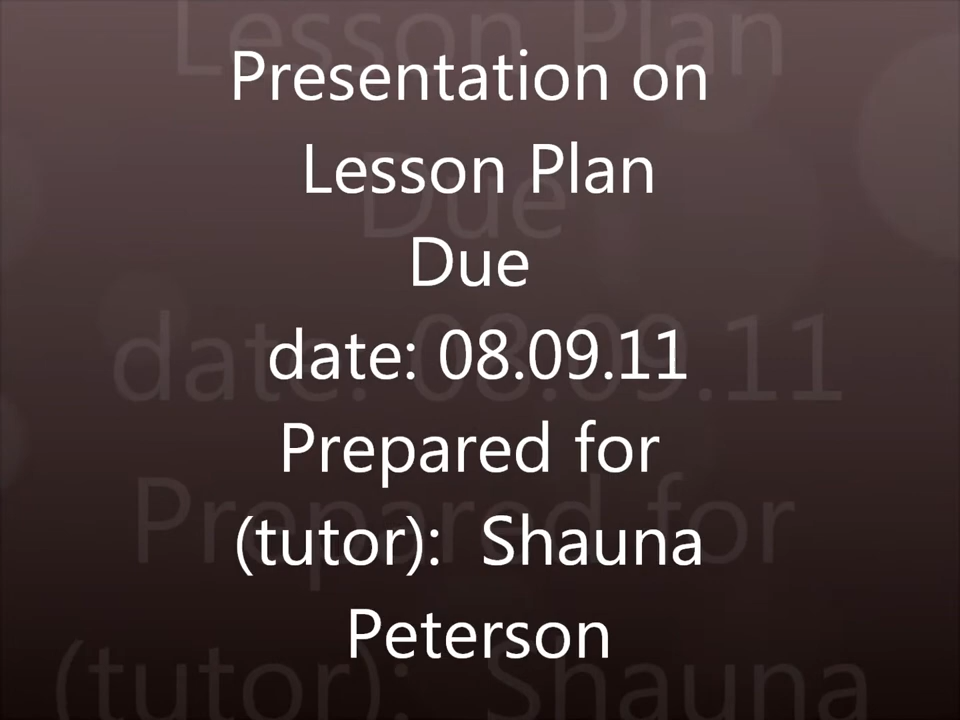 Presentation on
Lesson Plan
Due
date: 08.09.11
Prepared for
(tutor):  Shauna
Peterson